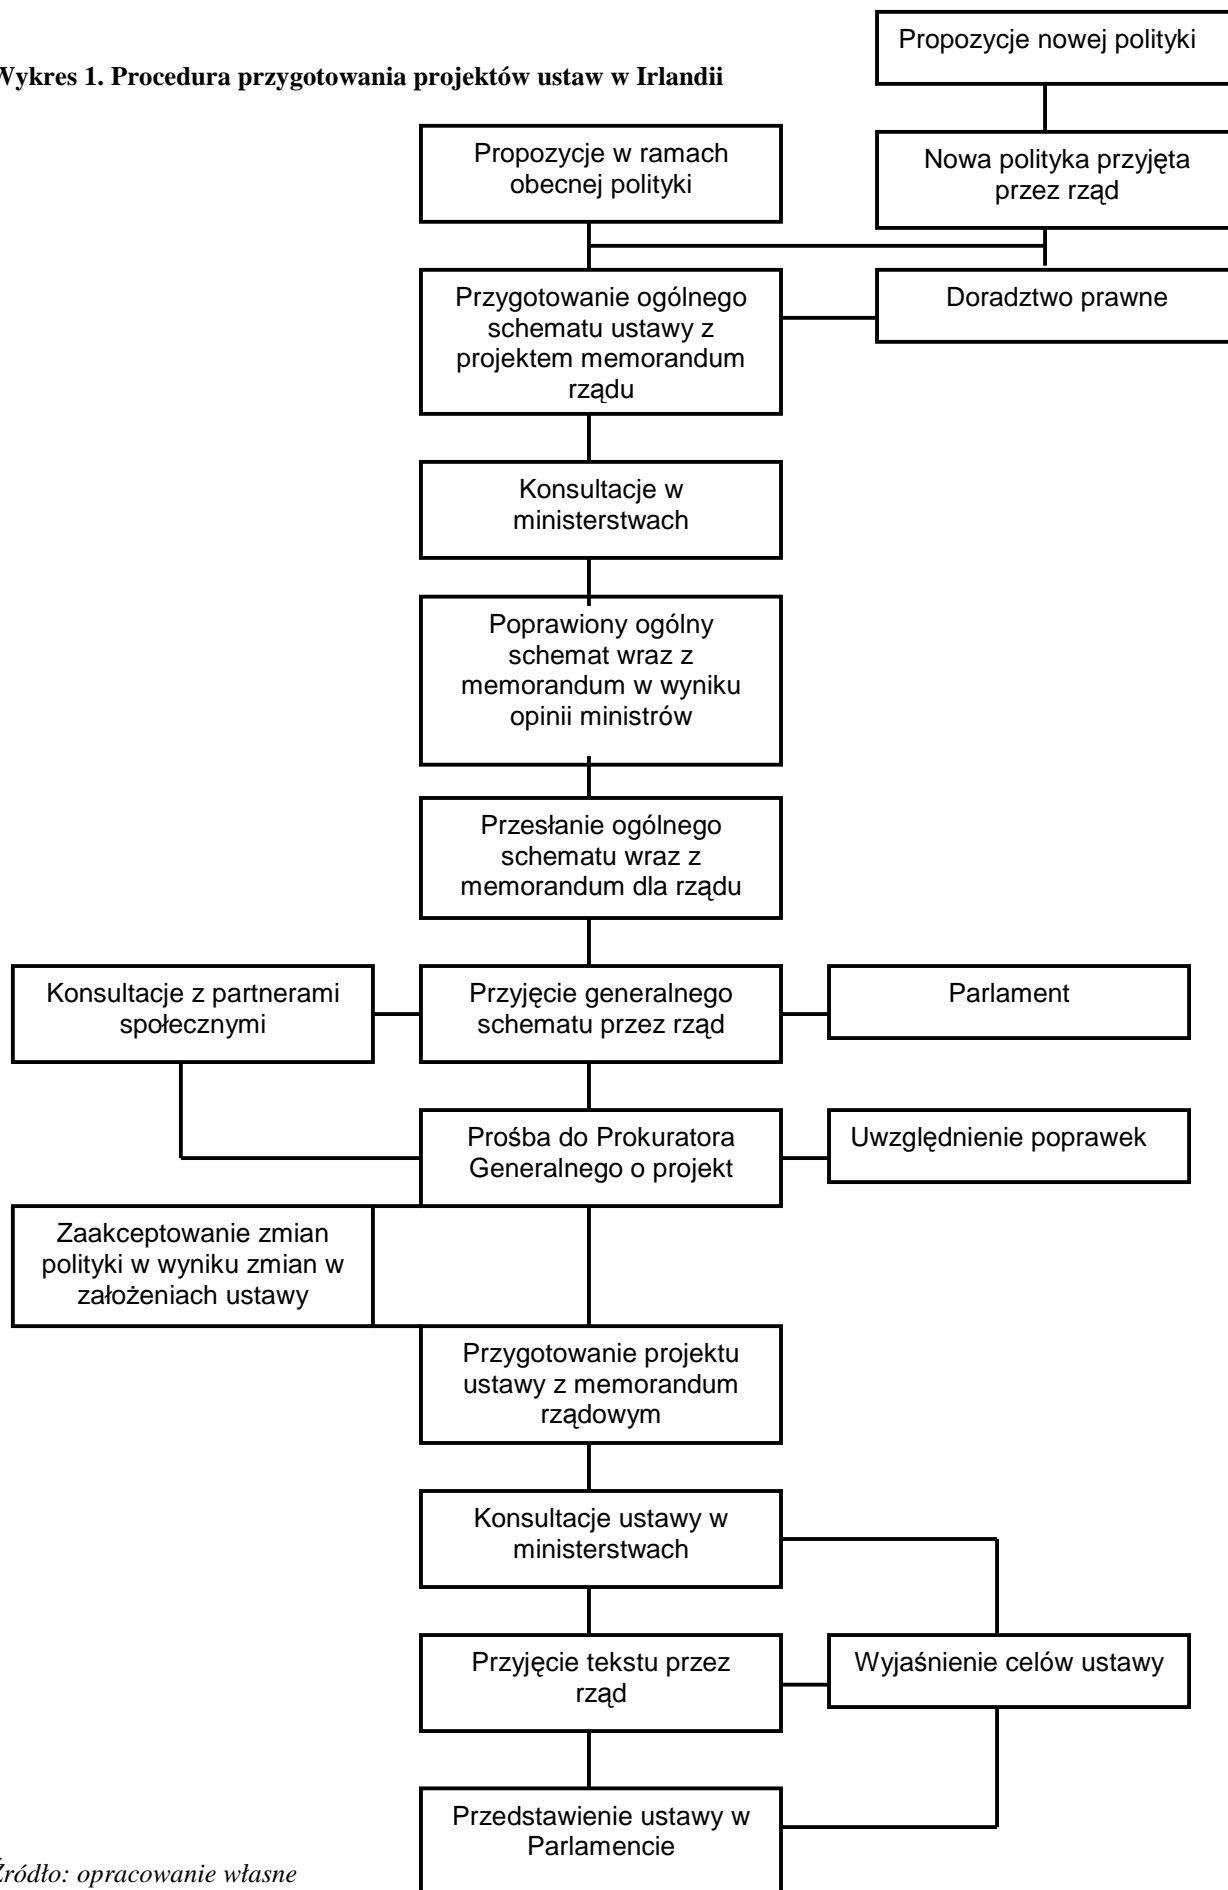 Propozycje nowej polityki
Wykres 1. Procedura przygotowania projektów ustaw w Irlandii
Propozycje w ramach
obecnej polityki
Nowa polityka przyjęta
przez rząd
Przygotowanie ogólnego
schematu ustawy z
projektem memorandum
rządu
Doradztwo prawne
Konsultacje w
ministerstwach
Poprawiony ogólny
schemat wraz z
memorandum w wyniku
opinii ministrów
Przesłanie ogólnego
schematu wraz z
memorandum dla rządu
Konsultacje z partnerami
społecznymi
Przyjęcie generalnego
schematu przez rząd
Parlament
Prośba do Prokuratora
Generalnego o projekt
Uwzględnienie poprawek
Zaakceptowanie zmian
polityki w wyniku zmian w
założeniach ustawy
Przygotowanie projektu
ustawy z memorandum
rządowym
Konsultacje ustawy w
ministerstwach
Przyjęcie tekstu przez
rząd
Wyjaśnienie celów ustawy
Przedstawienie ustawy w
Parlamencie
Źródło: opracowanie własne